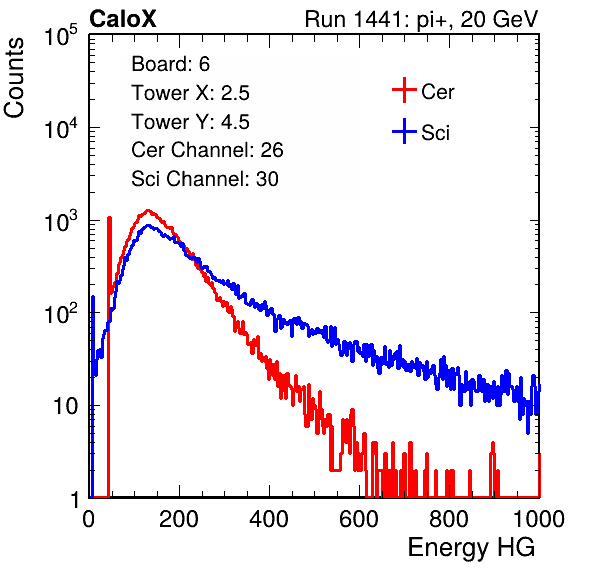 CaloX Run 1441: pi+, 20 GeV
Counts
10^5
10^4
10^3
10^2
10
1
Board: 6
Tower X: 2.5
Tower Y: 4.5
Cer Channel: 26
Sci Channel: 30
Cer
Sci
0 200 400 600 800 1000
Energy HG